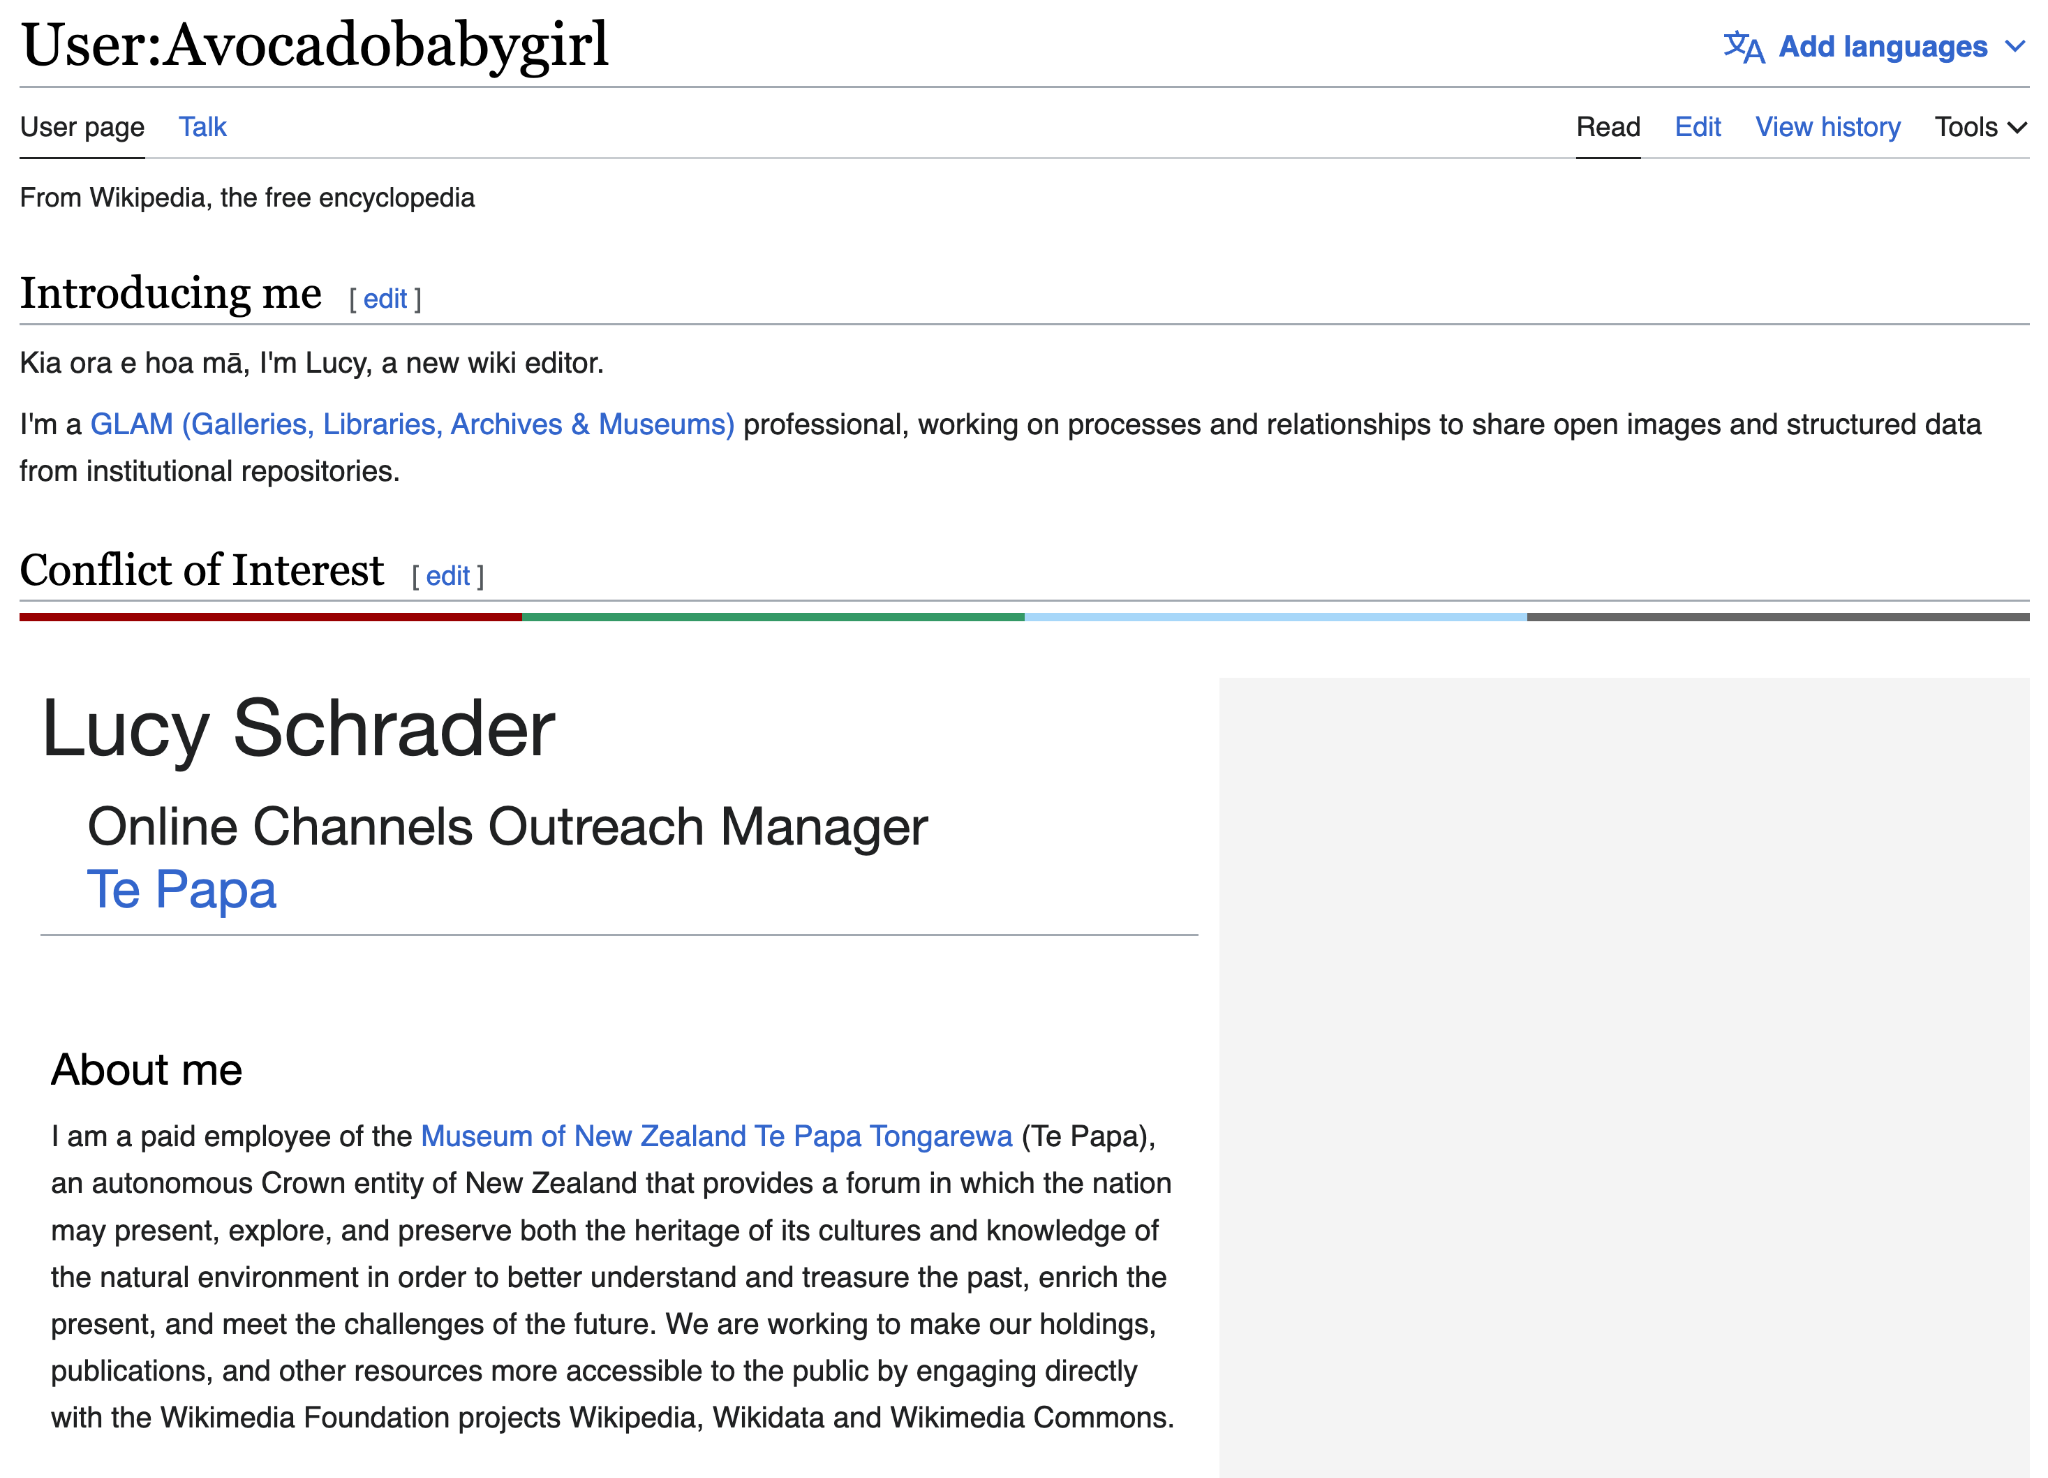 User:Avocadobabygirl
Add languages
User page Talk
Read Edit View history Tools
From Wikipedia, the free encyclopedia
Introducing me [ edit ]
Kia ora e hoa mā, I'm Lucy, a new wiki editor.
I'm a GLAM (Galleries, Libraries, Archives & Museums) professional, working on processes and relationships to share open images and structured data
from institutional repositories.
Conflict of Interest [ edit ]
Lucy Schrader
Online Channels Outreach Manager
Te Papa
About me
I am a paid employee of the Museum of New Zealand Te Papa Tongarewa (Te Papa),
an autonomous Crown entity of New Zealand that provides a forum in which the nation
may present, explore, and preserve both the heritage of its cultures and knowledge of
the natural environment in order to better understand and treasure the past, enrich the
present, and meet the challenges of the future. We are working to make our holdings,
publications, and other resources more accessible to the public by engaging directly
with the Wikimedia Foundation projects Wikipedia, Wikidata and Wikimedia Commons.